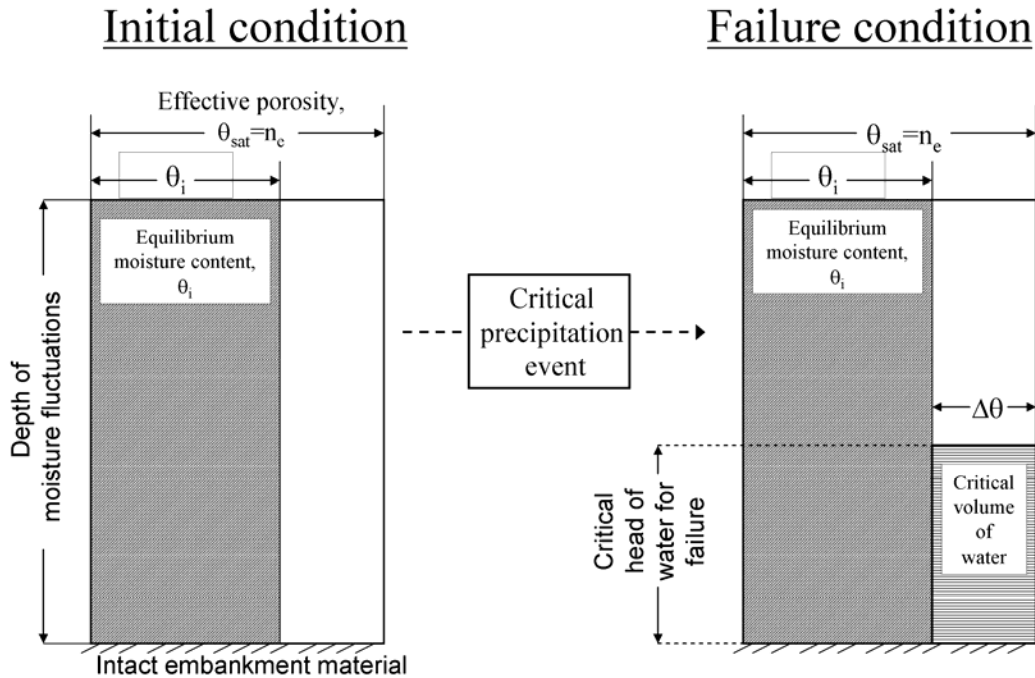 Initial condition
Failure condition
Effective porosity,
θsat=nₑ
θi
Equilibrium
moisture content,
θi
Depth of
moisture fluctuations
Intact embankment material
Critical
precipitation
event
θsat=nₑ
θi
Equilibrium
moisture content,
θi
Δθ
Critical
head of
water for
failure
Critical
volume
of
water